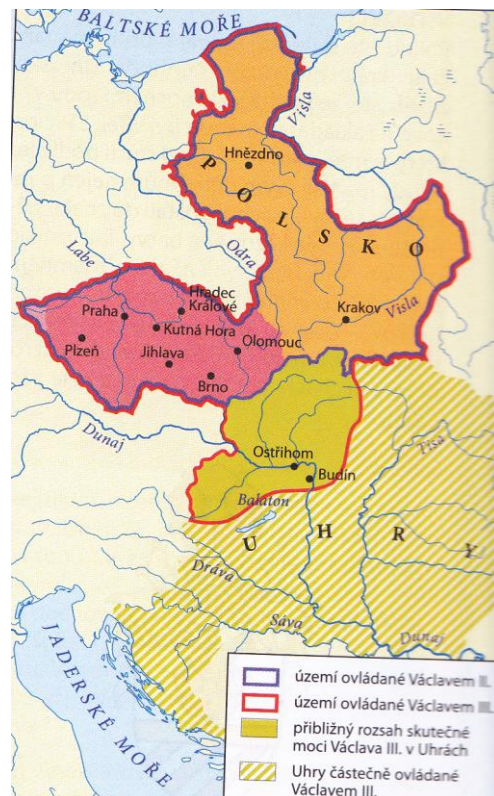 BALTSKÉ MOŘE
Visla
Hnězdno
POLSKO
Labe
Odra
Hradec
Králové
Praha
Krakov
Visla
Kutná Hora
Olomouc
Plzeň
Jihlava
Brno
Dunaj
Tisa
Ostřihom
Budín
Balaton
UHRY
Dráva
Sáva
Dunaj
JADERSKÉ MOŘE
území ovládané Václavem II.
území ovládané Václavem III.
přibližný rozsah skutečné
moci Václava III. v Uhrách
Uhry částečně ovládané
Václavem III.